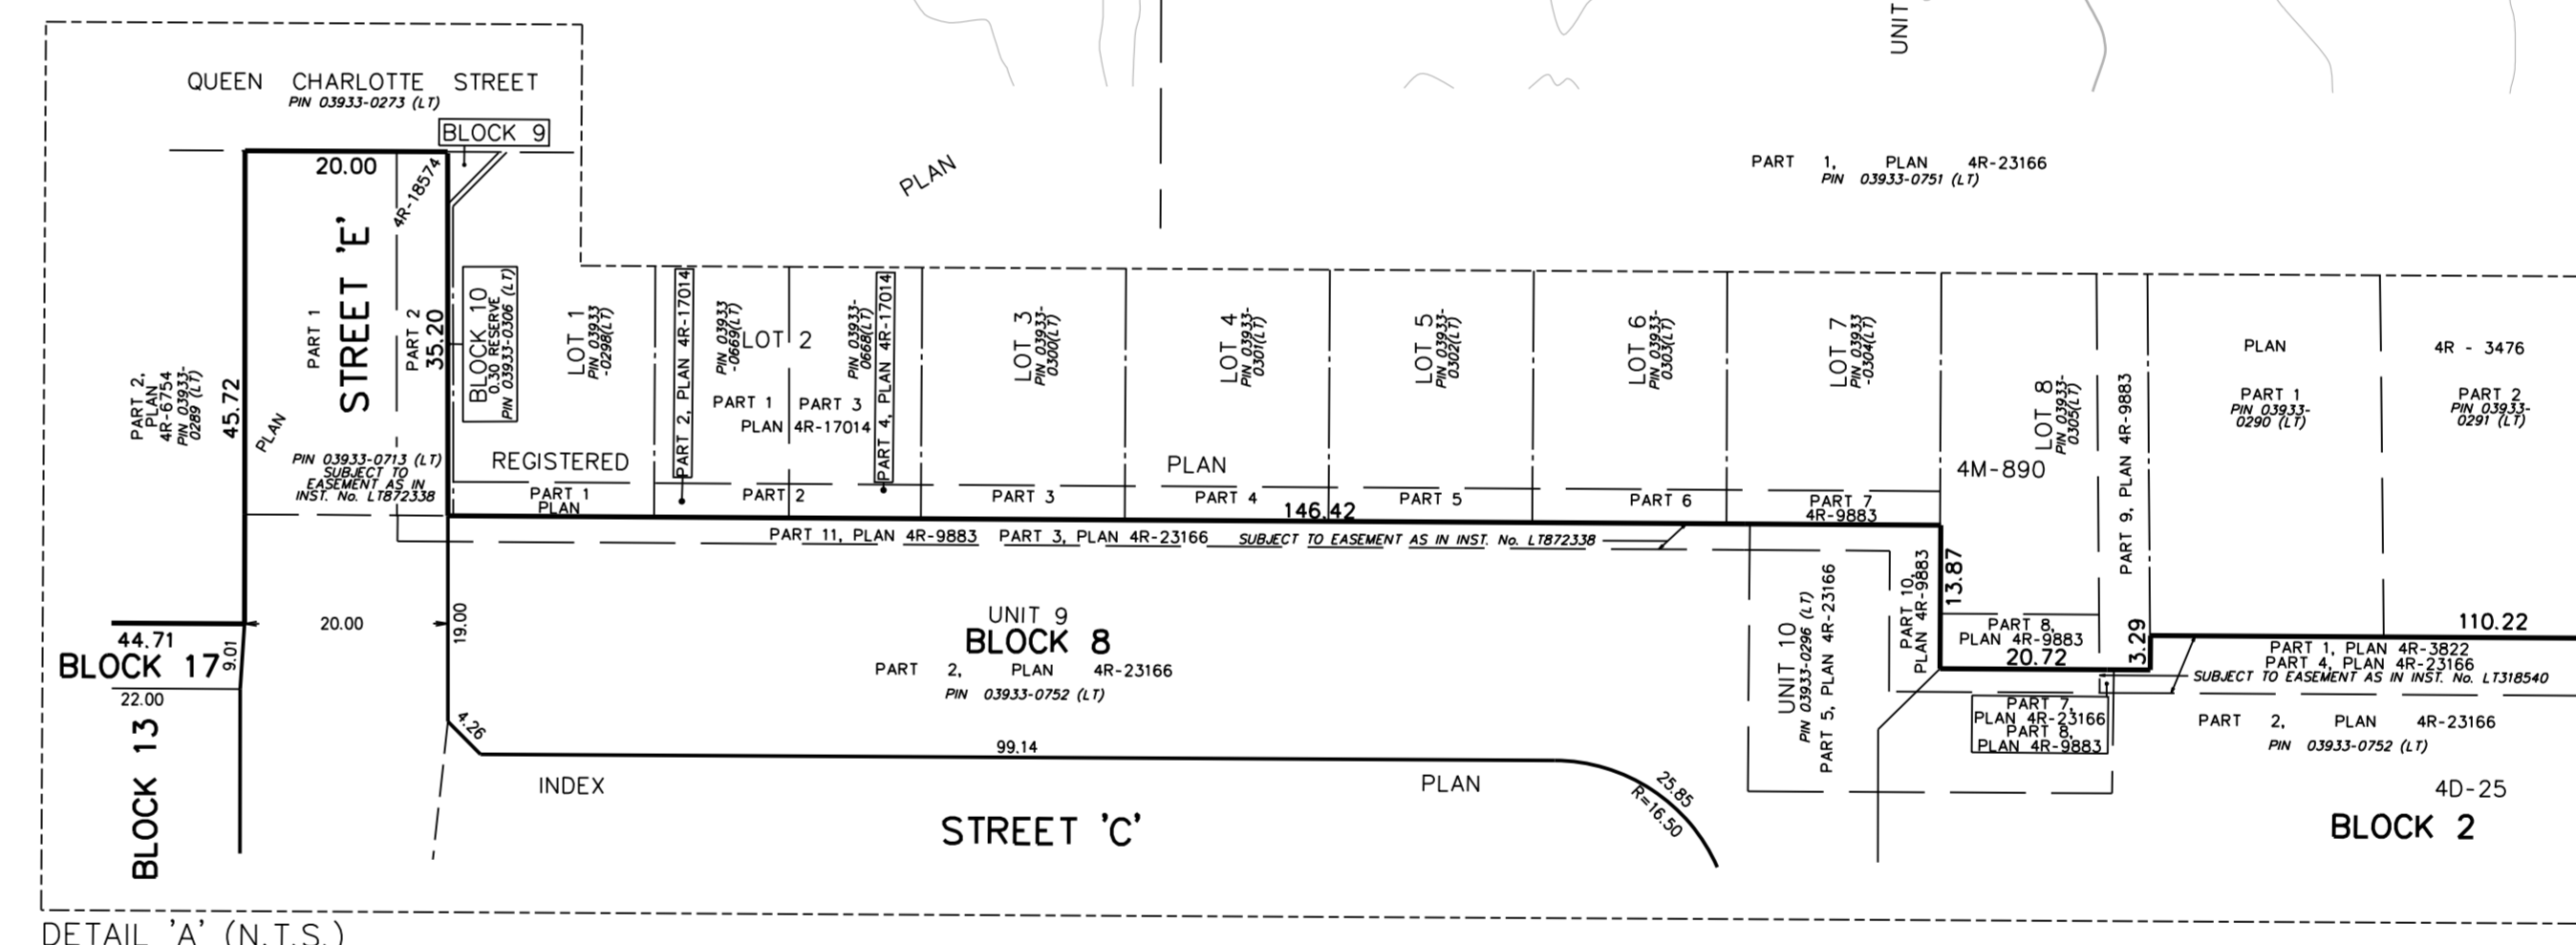 UNIT
QUEEN CHARLOTTE STREET
PIN 03933-0273 (LT)
BLOCK 9
20.00
4R-18574
STREET 'E'
PART 1
PART 2
35.20
45.72
PART 2,
PLAN
4R-6754
PIN 03933-
0289 (LT)
PLAN
PIN 03933-0713 (LT)
SUBJECT TO
EASEMENT AS IN
INST. No. LT872338
BLOCK 10
0.30 RESERVE
PIN 03933-0306 (LT)
PLAN
PART 1, PLAN 4R-23166
PIN 03933-0751 (LT)
LOT 1
PIN 03933
-0298(LT)
PART 2, PLAN 4R-17014
PIN 03933
-0669(LT)
LOT 2
PIN 03933-
0668(LT)
PART 1 PART 3
PLAN 4R-17014
PART 4, PLAN 4R-17014
LOT 3
PIN 03933-
0300(LT)
LOT 4
PIN 03933-
0301(LT)
LOT 5
PIN 03933-
0302(LT)
LOT 6
PIN 03933-
0303(LT)
LOT 7
PIN 03933
-0304(LT)
LOT 8
PIN 03933-
0305(LT)
PART 9, PLAN 4R-9883
PLAN 4R - 3476
PART 1
PIN 03933-
0290 (LT)
PART 2
PIN 03933-
0291 (LT)
REGISTERED PLAN 4M-890
PART 1
PLAN
PART 2
PART 3
PART 4
PART 5
PART 6
PART 7
4R-9883
146.42
PART 11, PLAN 4R-9883 PART 3, PLAN 4R-23166 SUBJECT TO EASEMENT AS IN INST. No. LT872338
13.87
PART 10,
PLAN 4R-9883
PART 8,
PLAN 4R-9883
20.72
3.29
110.22
PART 1, PLAN 4R-3822
PART 4, PLAN 4R-23166
SUBJECT TO EASEMENT AS IN INST. No. LT318540
44.71
BLOCK 17
9.01
22.00
BLOCK 13
20.00
19.00
UNIT 9
BLOCK 8
PART 2, PLAN 4R-23166
PIN 03933-0752 (LT)
UNIT 10
PIN 03933-0296 (LT)
PART 5, PLAN 4R-23166
PART 7,
PLAN 4R-23166
PART 8,
PLAN 4R-9883
PART 2, PLAN 4R-23166
PIN 03933-0752 (LT)
4.26
99.14
25.85
R=16.50
INDEX PLAN 4D-25
STREET 'C'
BLOCK 2
DETAIL 'A' (N.T.S.)